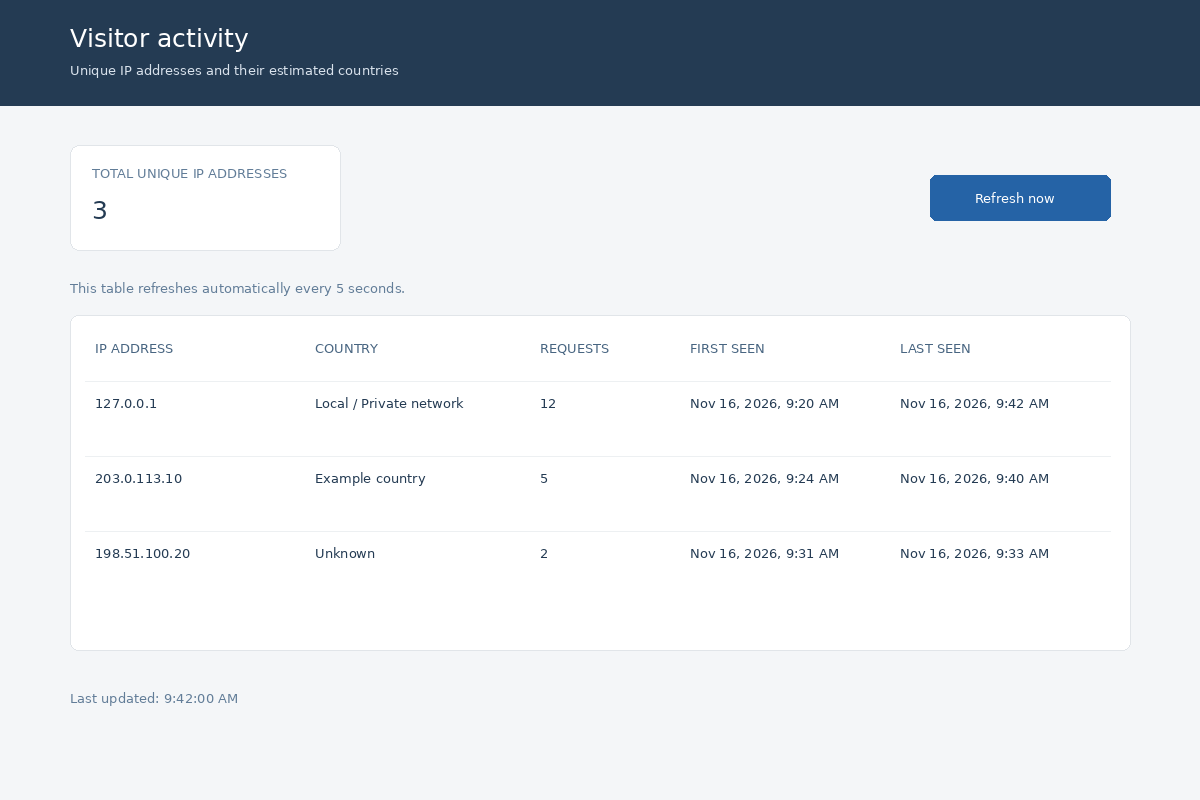 Visitor activity
Unique IP addresses and their estimated countries
TOTAL UNIQUE IP ADDRESSES
3
Refresh now
This table refreshes automatically every 5 seconds.
IP ADDRESS COUNTRY REQUESTS FIRST SEEN LAST SEEN
127.0.0.1 Local / Private network 12 Nov 16, 2026, 9:20 AM Nov 16, 2026, 9:42 AM
203.0.113.10 Example country 5 Nov 16, 2026, 9:24 AM Nov 16, 2026, 9:40 AM
198.51.100.20 Unknown 2 Nov 16, 2026, 9:31 AM Nov 16, 2026, 9:33 AM
Last updated: 9:42:00 AM